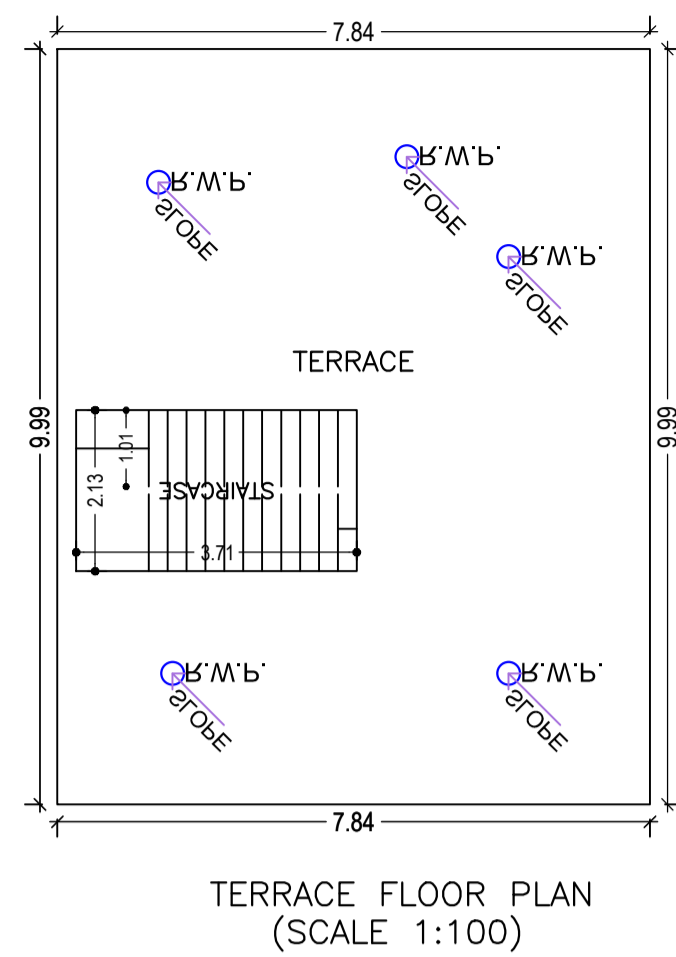 7.84
R.W.P.
SLOPE
R.W.P.
SLOPE
R.W.P.
SLOPE
TERRACE
9.99
9.99
1.01
2.13
STAIRCASE
3.71
R.W.P.
SLOPE
R.W.P.
SLOPE
7.84
TERRACE FLOOR PLAN
(SCALE 1:100)